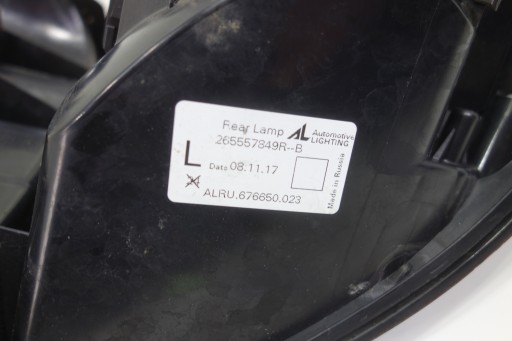 Rear Lamp AL Automotive LIGHTING
265557849R--B
L Date 08.11.17
ALRU.676650.023
Made in Russia